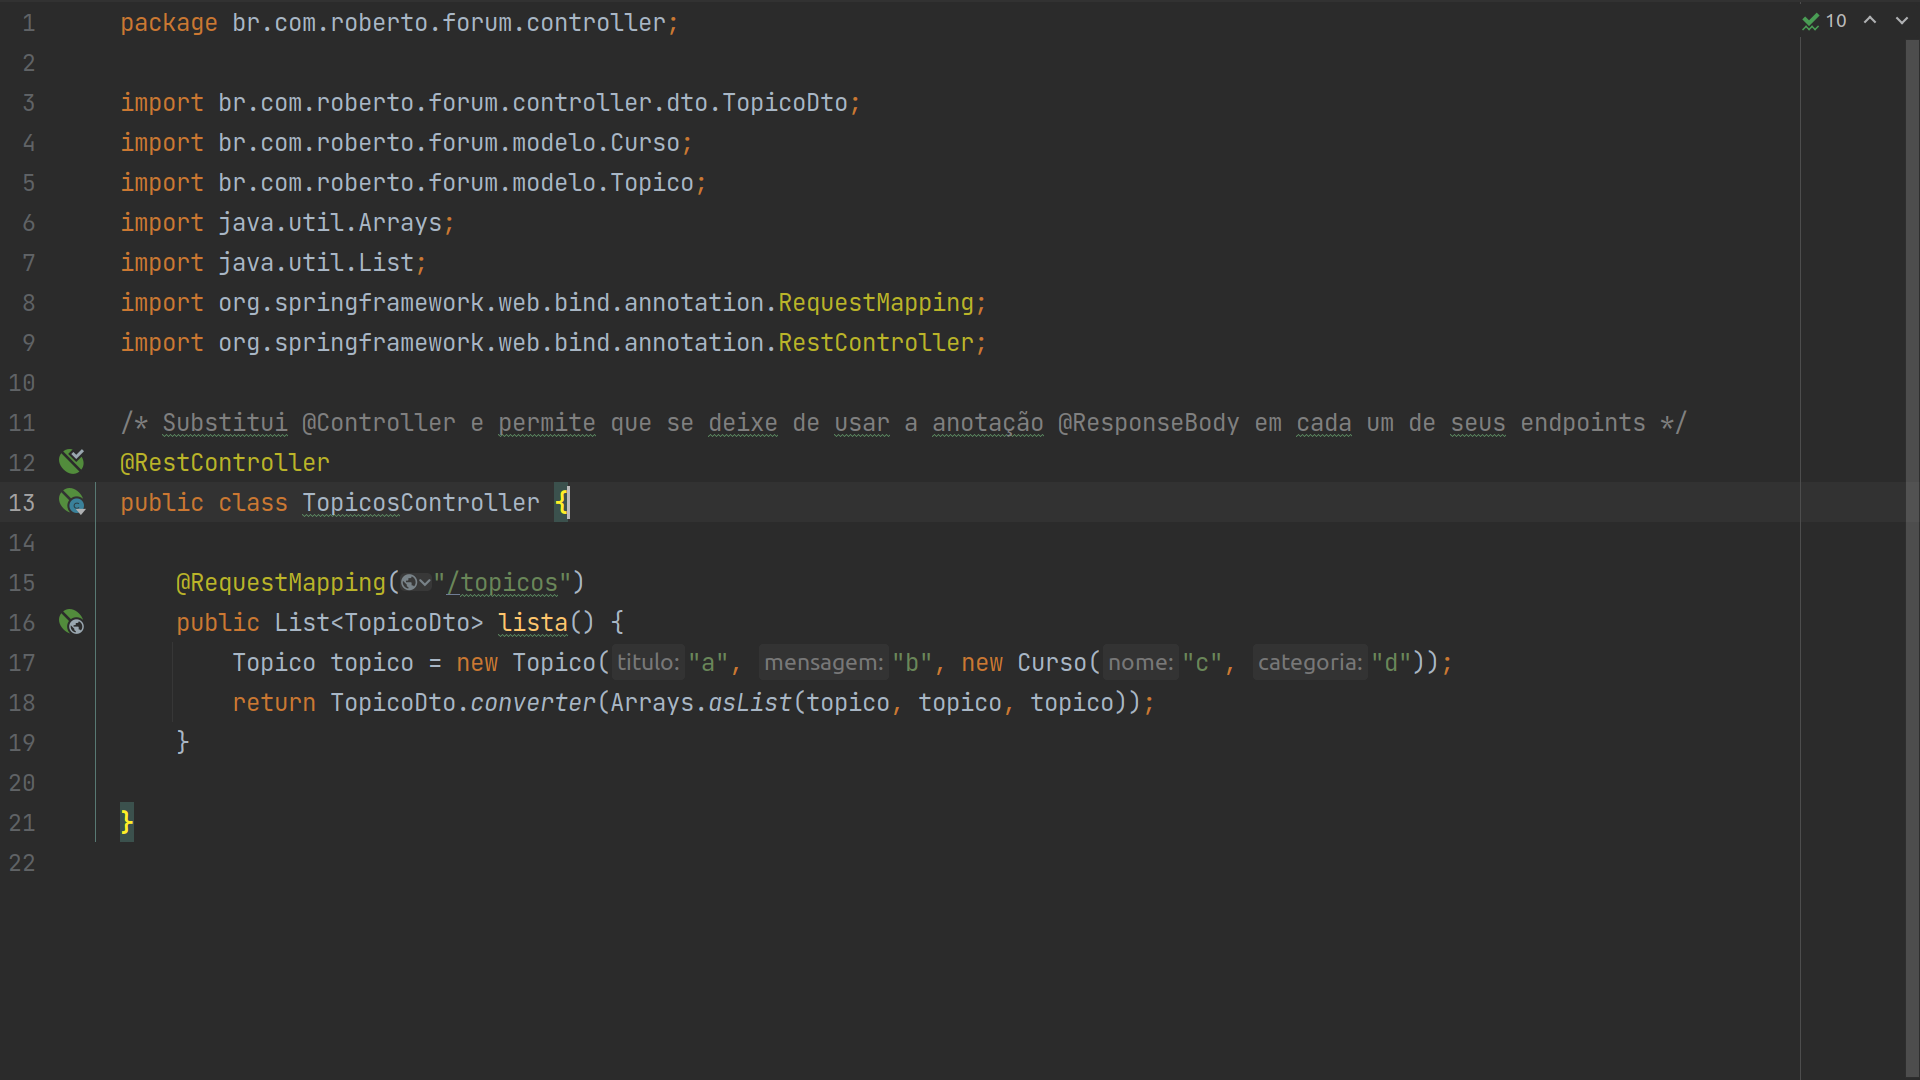 1 package br.com.roberto.forum.controller;
2
3 import br.com.roberto.forum.controller.dto.TopicoDto;
4 import br.com.roberto.forum.modelo.Curso;
5 import br.com.roberto.forum.modelo.Topico;
6 import java.util.Arrays;
7 import java.util.List;
8 import org.springframework.web.bind.annotation.RequestMapping;
9 import org.springframework.web.bind.annotation.RestController;
10
11 /* Substitui @Controller e permite que se deixe de usar a anotação @ResponseBody em cada um de seus endpoints */
12 @RestController
13 public class TopicosController {
14
15 @RequestMapping("/topicos")
16 public List<TopicoDto> lista() {
17 Topico topico = new Topico( titulo: "a", mensagem: "b", new Curso( nome: "c", categoria: "d"));
18 return TopicoDto.converter(Arrays.asList(topico, topico, topico));
19 }
20
21 }
22
10